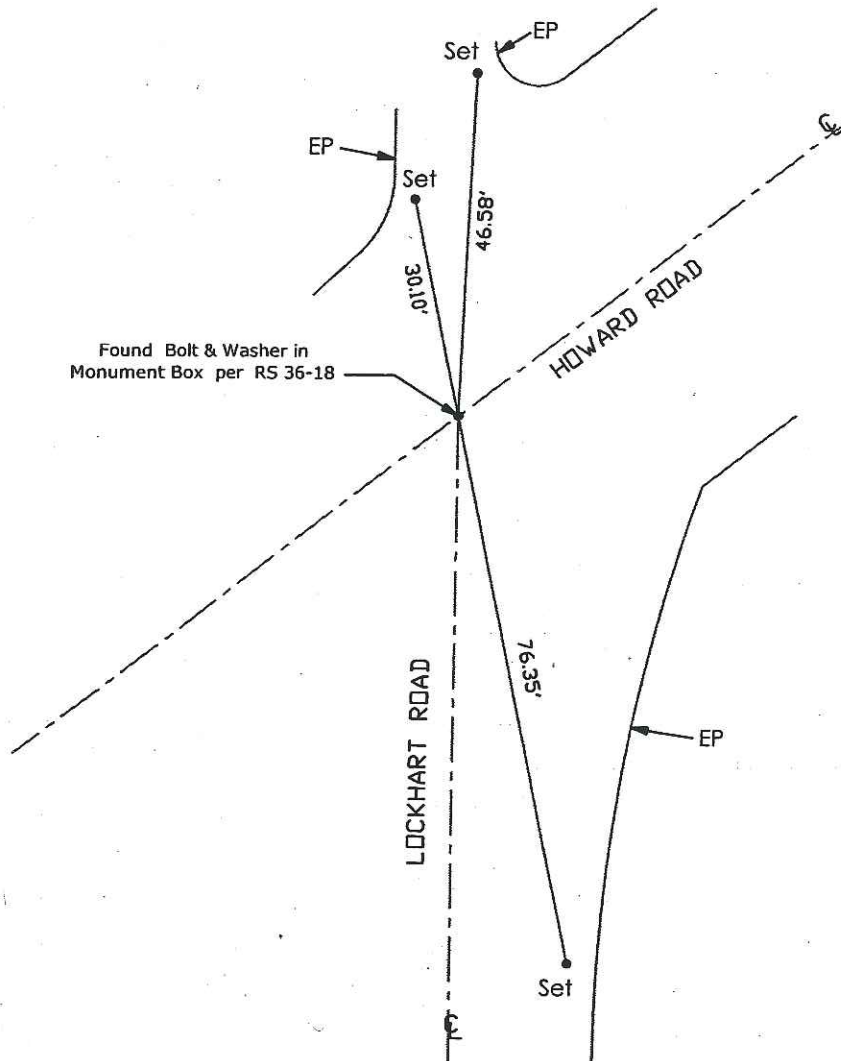 EP
Set
℄
EP
Set
46.58'
30.10'
HOWARD ROAD
Found Bolt & Washer in
Monument Box per RS 36-18
76.35'
LOCKHART ROAD
EP
Set
℄